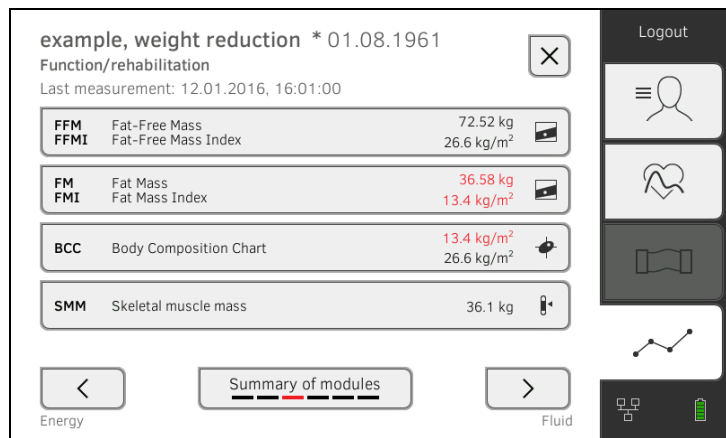 example, weight reduction * 01.08.1961
Logout
Function/rehabilitation
Last measurement: 12.01.2016, 16:01:00
FFM Fat-Free Mass 72.52 kg
FFMI Fat-Free Mass Index 26.6 kg/m²
FM Fat Mass 36.58 kg
FMI Fat Mass Index 13.4 kg/m²
13.4 kg/m²
BCC Body Composition Chart
26.6 kg/m²
SMM Skeletal muscle mass 36.1 kg
Summary of modules
Energy Fluid